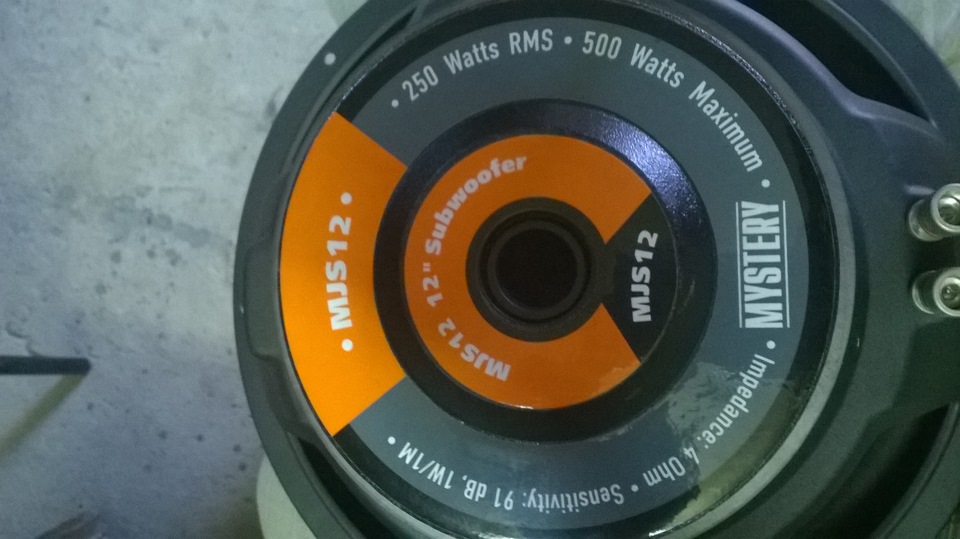 • 250 Watts RMS • 500 Watts Maximum •
MYSTERY
• Impedance: 4 Ohm • Sensitivity: 91 dB, 1W/1M •
• MJS12 •
MJS12 12" Subwoofer
MJS12